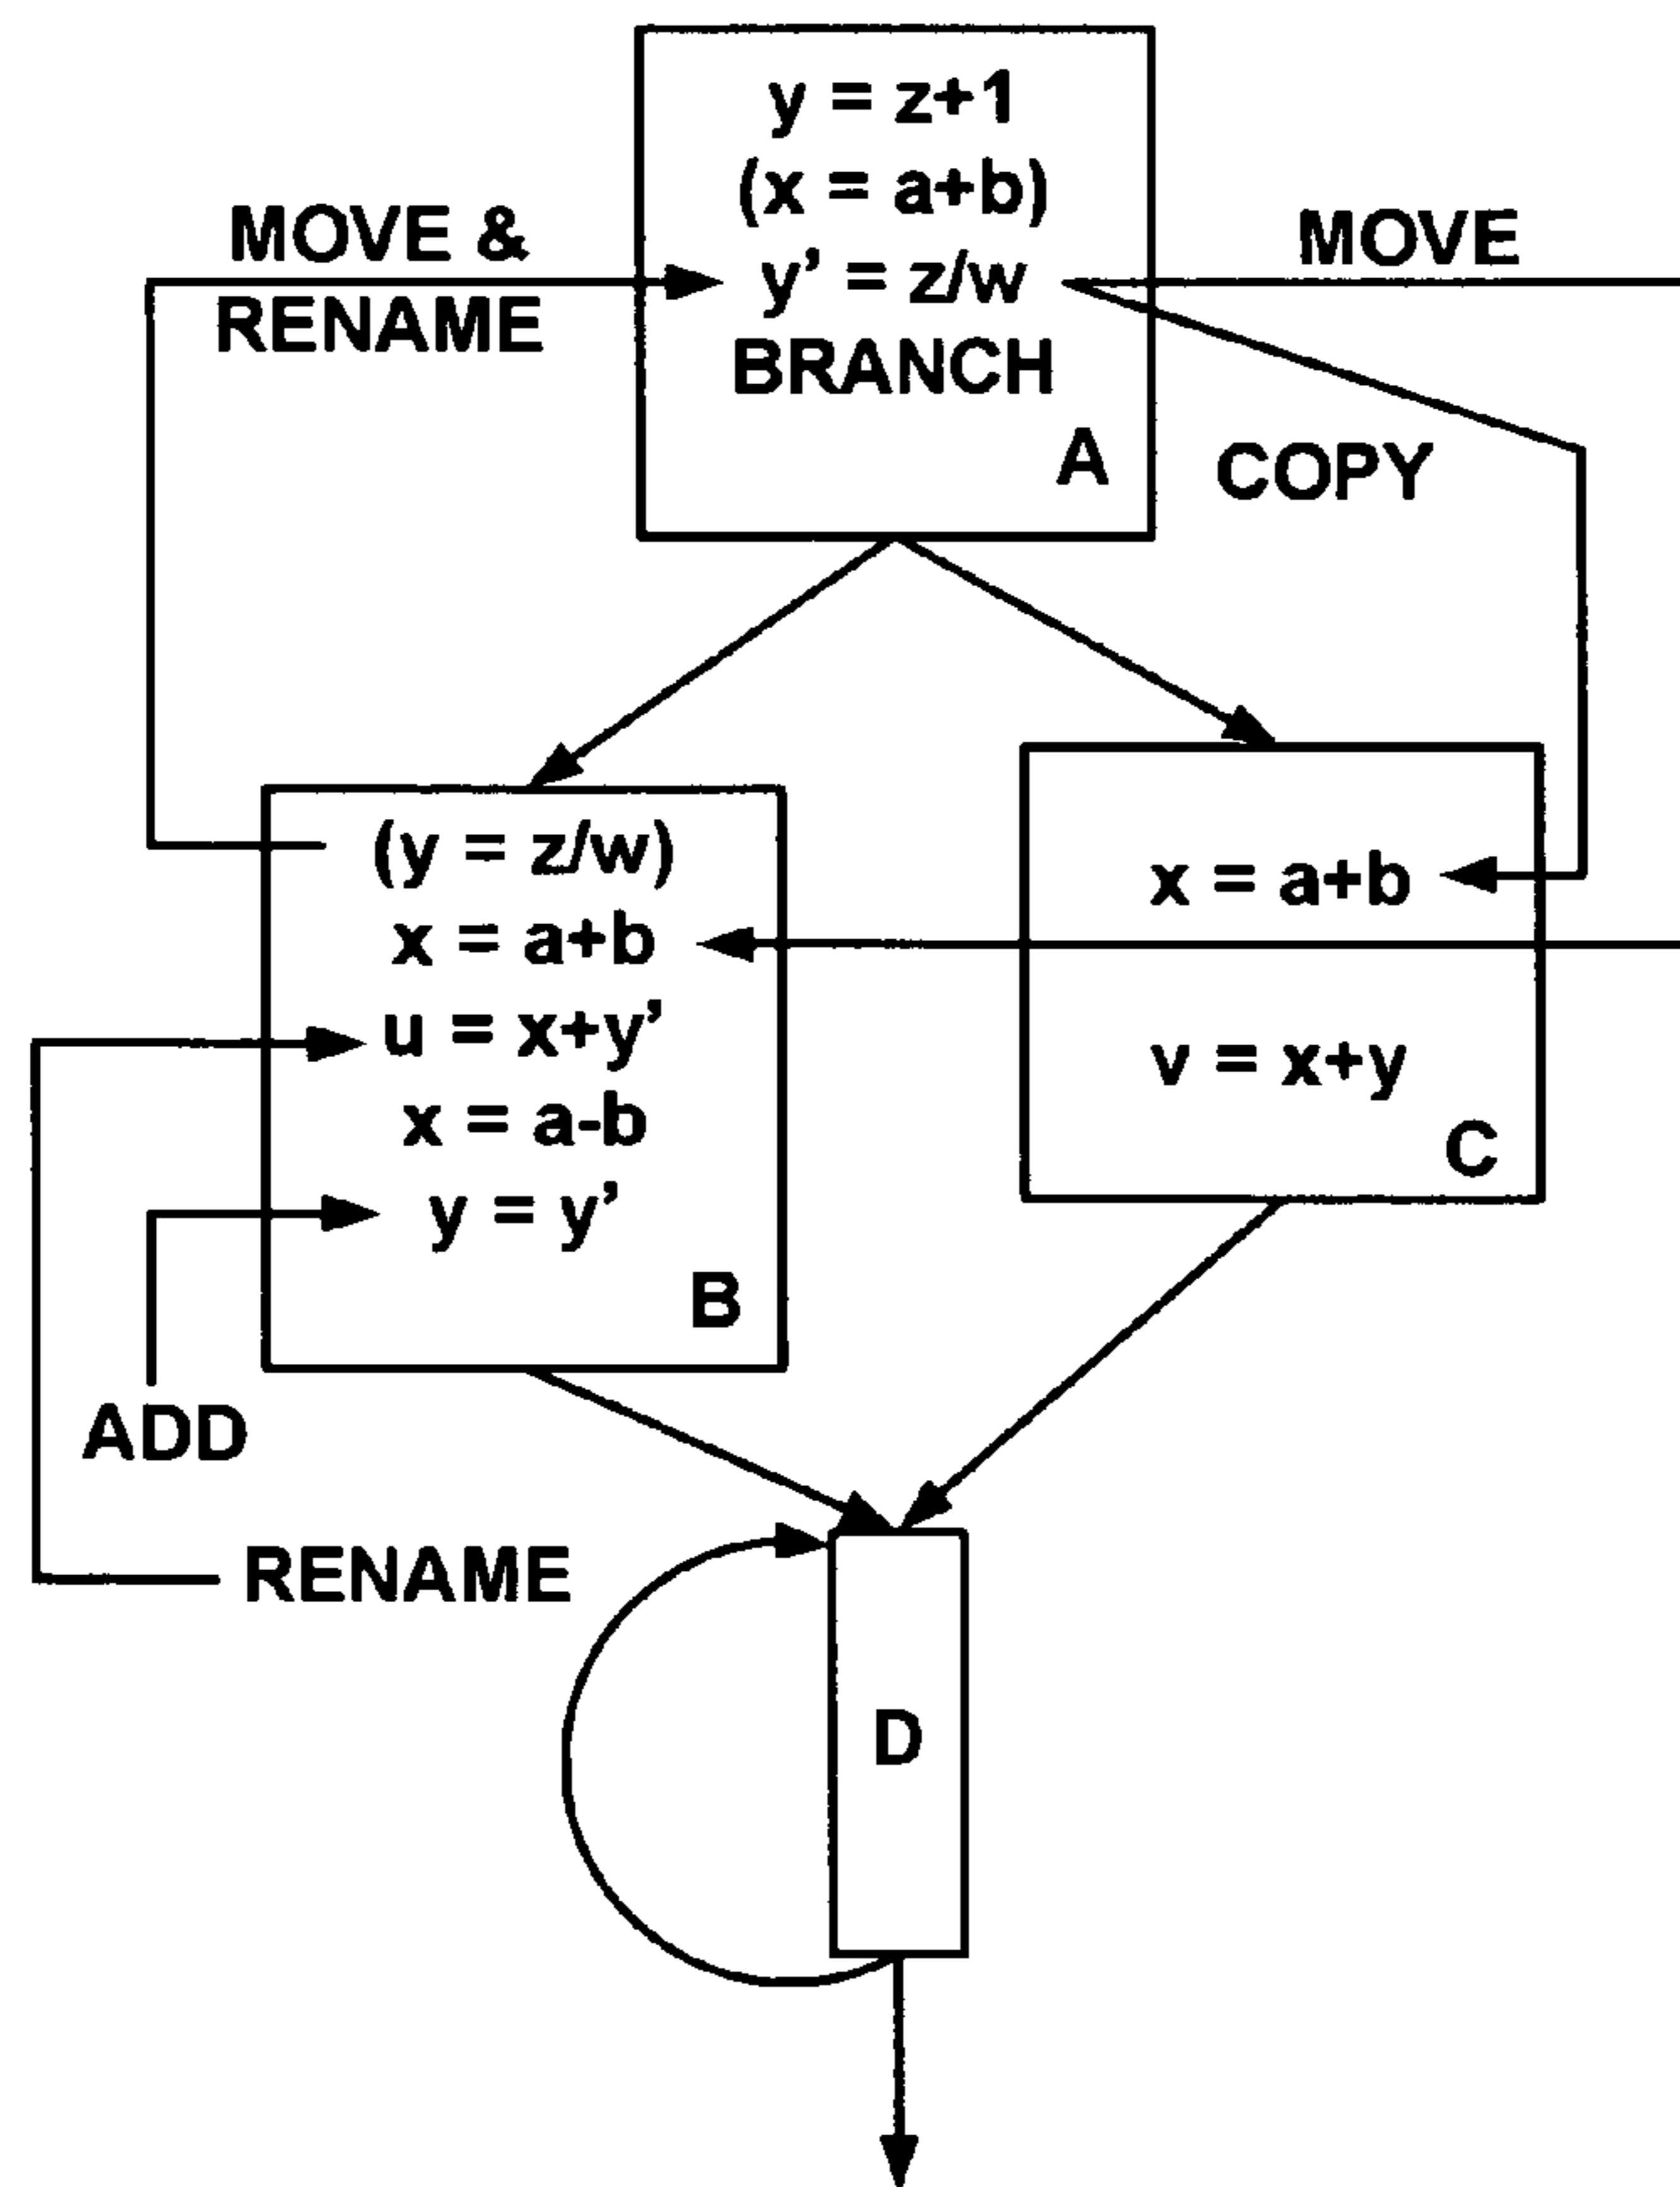 y = z+1
(x = a+b)
y' = z/w
BRANCH
A
MOVE &
RENAME
MOVE
COPY
(y = z/w)
x = a+b
u = x+y'
x = a-b
y = y'
B
x = a+b
v = x+y
C
ADD
RENAME
D